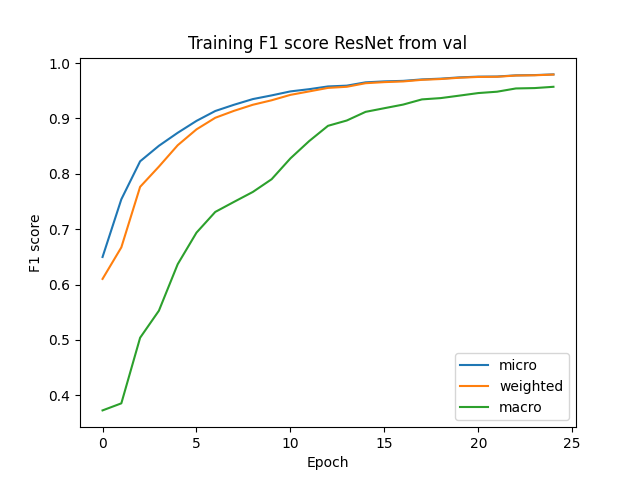 Training F1 score ResNet from val
1.0
0.9
0.8
0.7
0.6
0.5
0.4
F1 score
micro
weighted
macro
0 5 10 15 20 25
Epoch